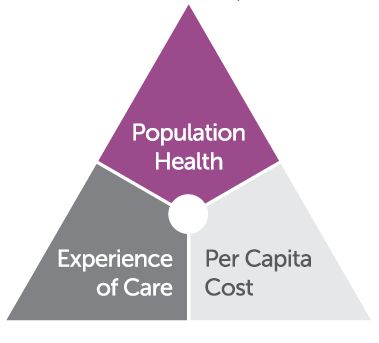 Population
Health
Experience
of Care
Per Capita
Cost